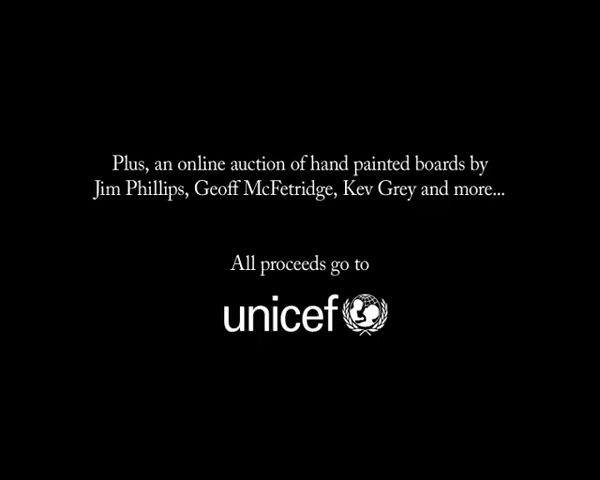 Plus, an online auction of hand painted boards by
Jim Phillips, Geoff McFetridge, Kev Grey and more...
All proceeds go to
unicef